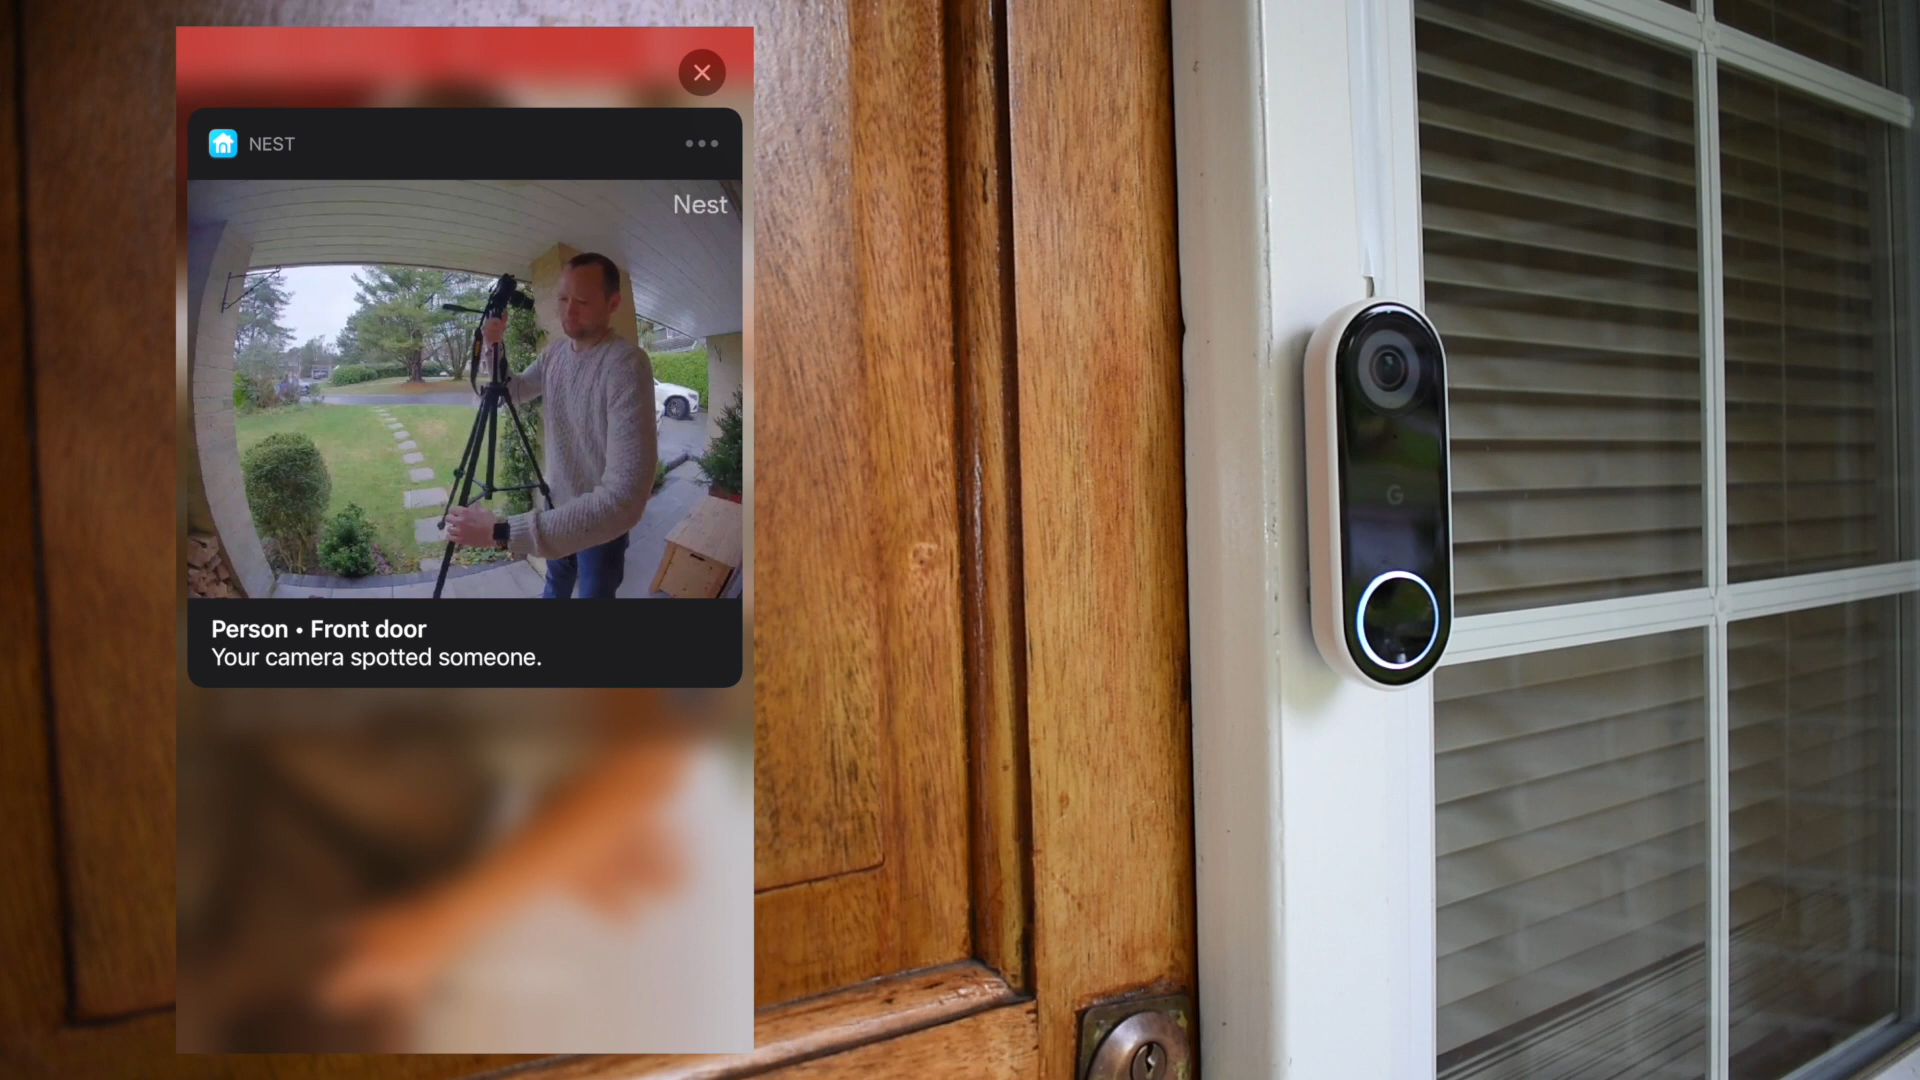 NEST
Nest
Person • Front door
Your camera spotted someone.
G